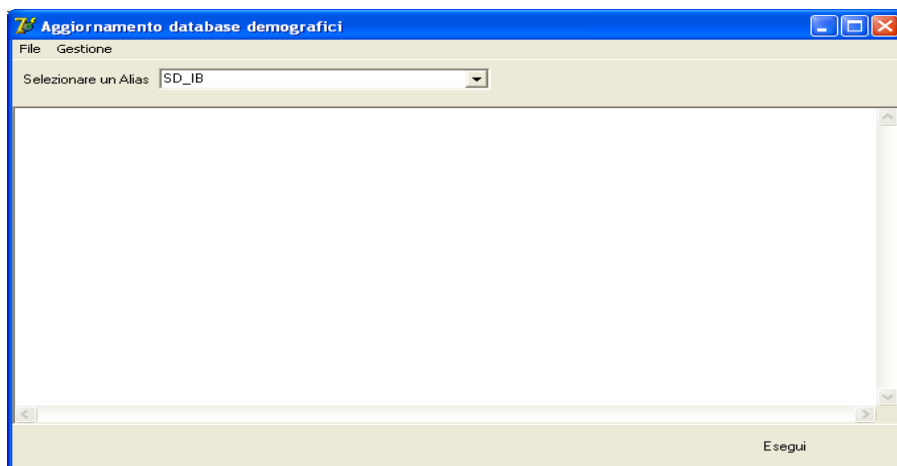 Aggiornamento database demografici
File Gestione
Selezionare un Alias SD_IB
Esegui